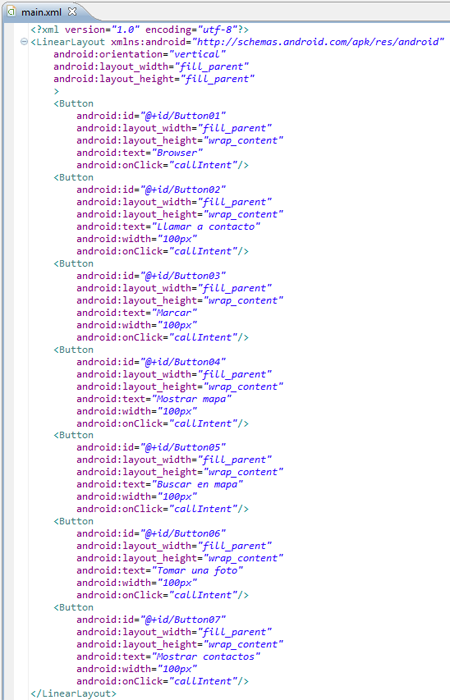 main.xml
<?xml version="1.0" encoding="utf-8"?>
<LinearLayout xmlns:android="http://schemas.android.com/apk/res/android"
android:orientation="vertical"
android:layout_width="fill_parent"
android:layout_height="fill_parent"
>
<Button
android:id="@+id/Button01"
android:layout_width="fill_parent"
android:layout_height="wrap_content"
android:text="Browser"
android:onClick="callIntent"/>
<Button
android:id="@+id/Button02"
android:layout_width="fill_parent"
android:layout_height="wrap_content"
android:text="Llamar a contacto"
android:width="100px"
android:onClick="callIntent"/>
<Button
android:id="@+id/Button03"
android:layout_width="fill_parent"
android:layout_height="wrap_content"
android:text="Marcar"
android:width="100px"
android:onClick="callIntent"/>
<Button
android:id="@+id/Button04"
android:layout_width="fill_parent"
android:layout_height="wrap_content"
android:text="Mostrar mapa"
android:width="100px"
android:onClick="callIntent"/>
<Button
android:id="@+id/Button05"
android:layout_width="fill_parent"
android:layout_height="wrap_content"
android:text="Buscar en mapa"
android:width="100px"
android:onClick="callIntent"/>
<Button
android:id="@+id/Button06"
android:layout_width="fill_parent"
android:layout_height="wrap_content"
android:text="Tomar una foto"
android:width="100px"
android:onClick="callIntent"/>
<Button
android:id="@+id/Button07"
android:layout_width="fill_parent"
android:layout_height="wrap_content"
android:text="Mostrar contactos"
android:width="100px"
android:onClick="callIntent"/>
</LinearLayout>